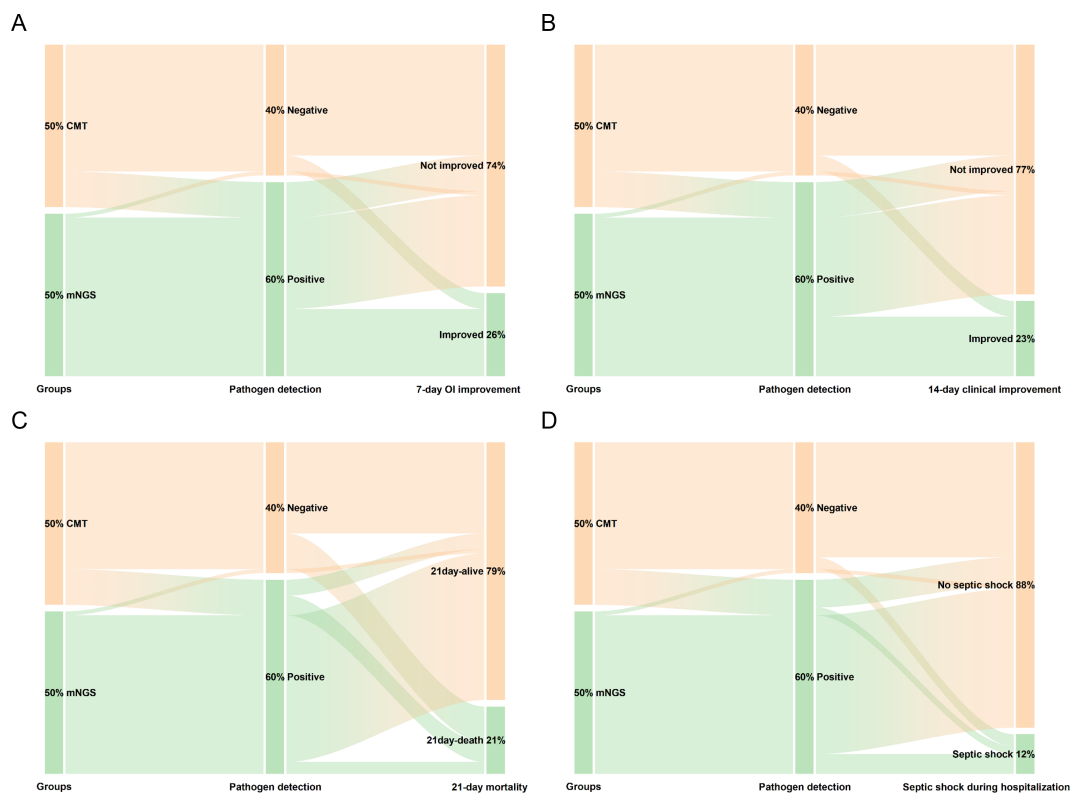 A
50% CMT
40% Negative
Not improved 74%
50% mNGS
60% Positive
Improved 26%
Groups
Pathogen detection
7-day OI improvement
B
50% CMT
40% Negative
Not improved 77%
50% mNGS
60% Positive
Improved 23%
Groups
Pathogen detection
14-day clinical improvement
C
50% CMT
40% Negative
21day-alive 79%
50% mNGS
60% Positive
21day-death 21%
Groups
Pathogen detection
21-day mortality
D
50% CMT
40% Negative
No septic shock 88%
50% mNGS
60% Positive
Septic shock 12%
Groups
Pathogen detection
Septic shock during hospitalization